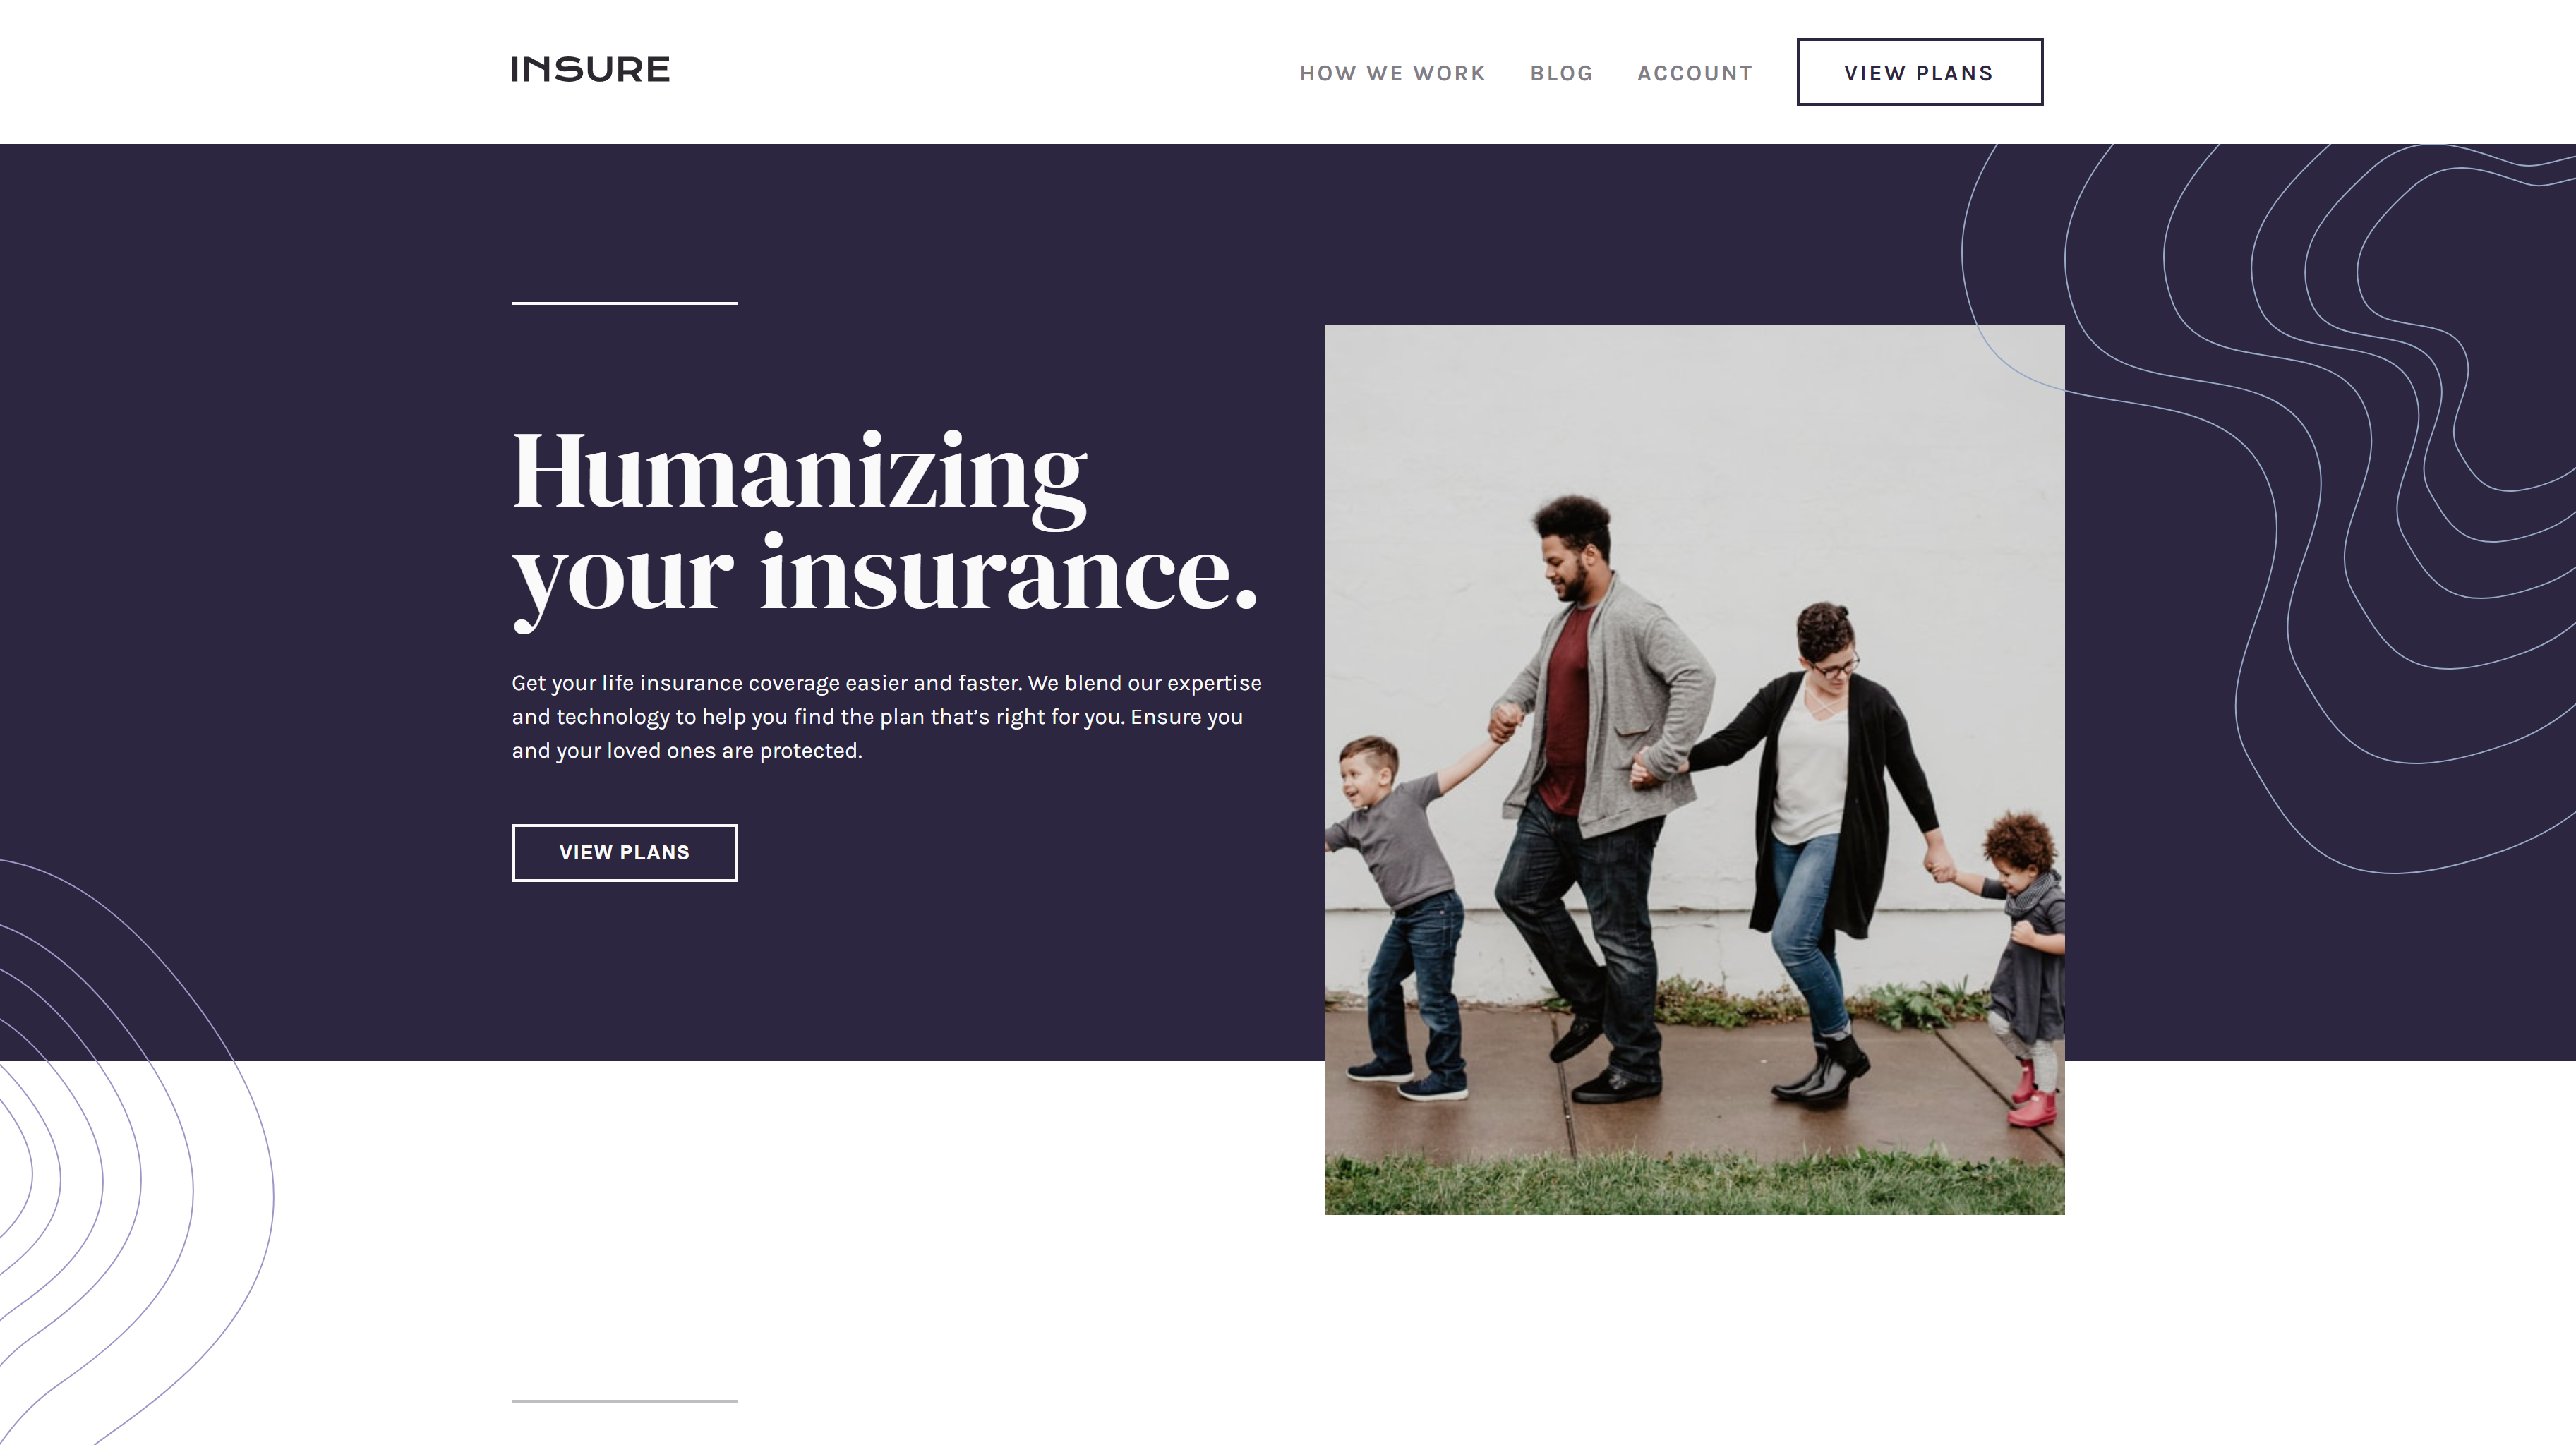 INSURE
HOW WE WORK
BLOG
ACCOUNT
VIEW PLANS
Humanizing
your insurance.
Get your life insurance coverage easier and faster. We blend our expertise
and technology to help you find the plan that’s right for you. Ensure you
and your loved ones are protected.
VIEW PLANS